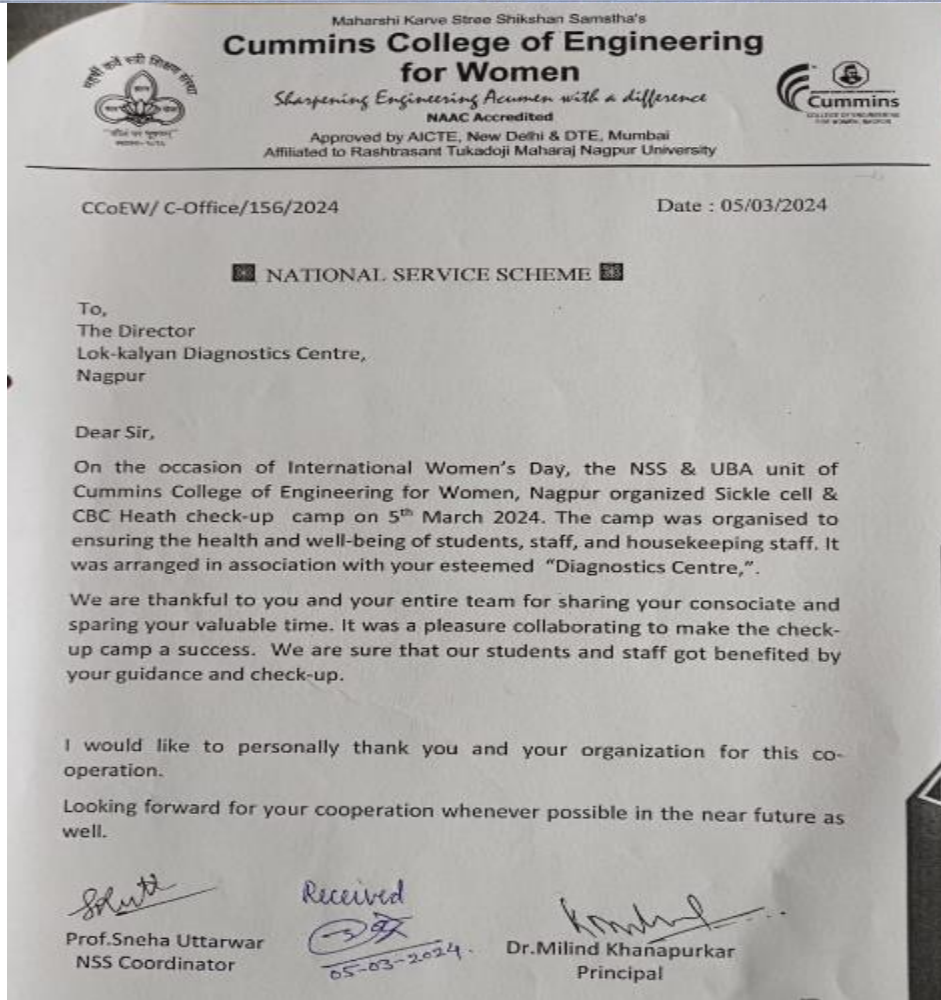 Maharshi Karve Stree Shikshan Samstha's
Cummins College of Engineering
for Women
Sharpening Engineering Acumen with a difference
NAAC Accredited
Approved by AICTE, New Delhi & DTE, Mumbai
Affiliated to Rashtrasant Tukadoji Maharaj Nagpur University
महर्षी कर्वे स्त्री शिक्षण संस्था
Cummins
COLLEGE OF ENGINEERING
FOR WOMEN, NAGPUR
CCoEW/ C-Office/156/2024
Date : 05/03/2024
NATIONAL SERVICE SCHEME
To,
The Director
Lok-kalyan Diagnostics Centre,
Nagpur
Dear Sir,
On the occasion of International Women's Day, the NSS & UBA unit of
Cummins College of Engineering for Women, Nagpur organized Sickle cell &
CBC Heath check-up camp on 5th March 2024. The camp was organised to
ensuring the health and well-being of students, staff, and housekeeping staff. It
was arranged in association with your esteemed "Diagnostics Centre,".
We are thankful to you and your entire team for sharing your consociate and
sparing your valuable time. It was a pleasure collaborating to make the check-
up camp a success. We are sure that our students and staff got benefited by
your guidance and check-up.
I would like to personally thank you and your organization for this co-
operation.
Looking forward for your cooperation whenever possible in the near future as
well.
Received
05-03-2024.
Prof.Sneha Uttarwar
NSS Coordinator
Dr.Milind Khanapurkar
Principal